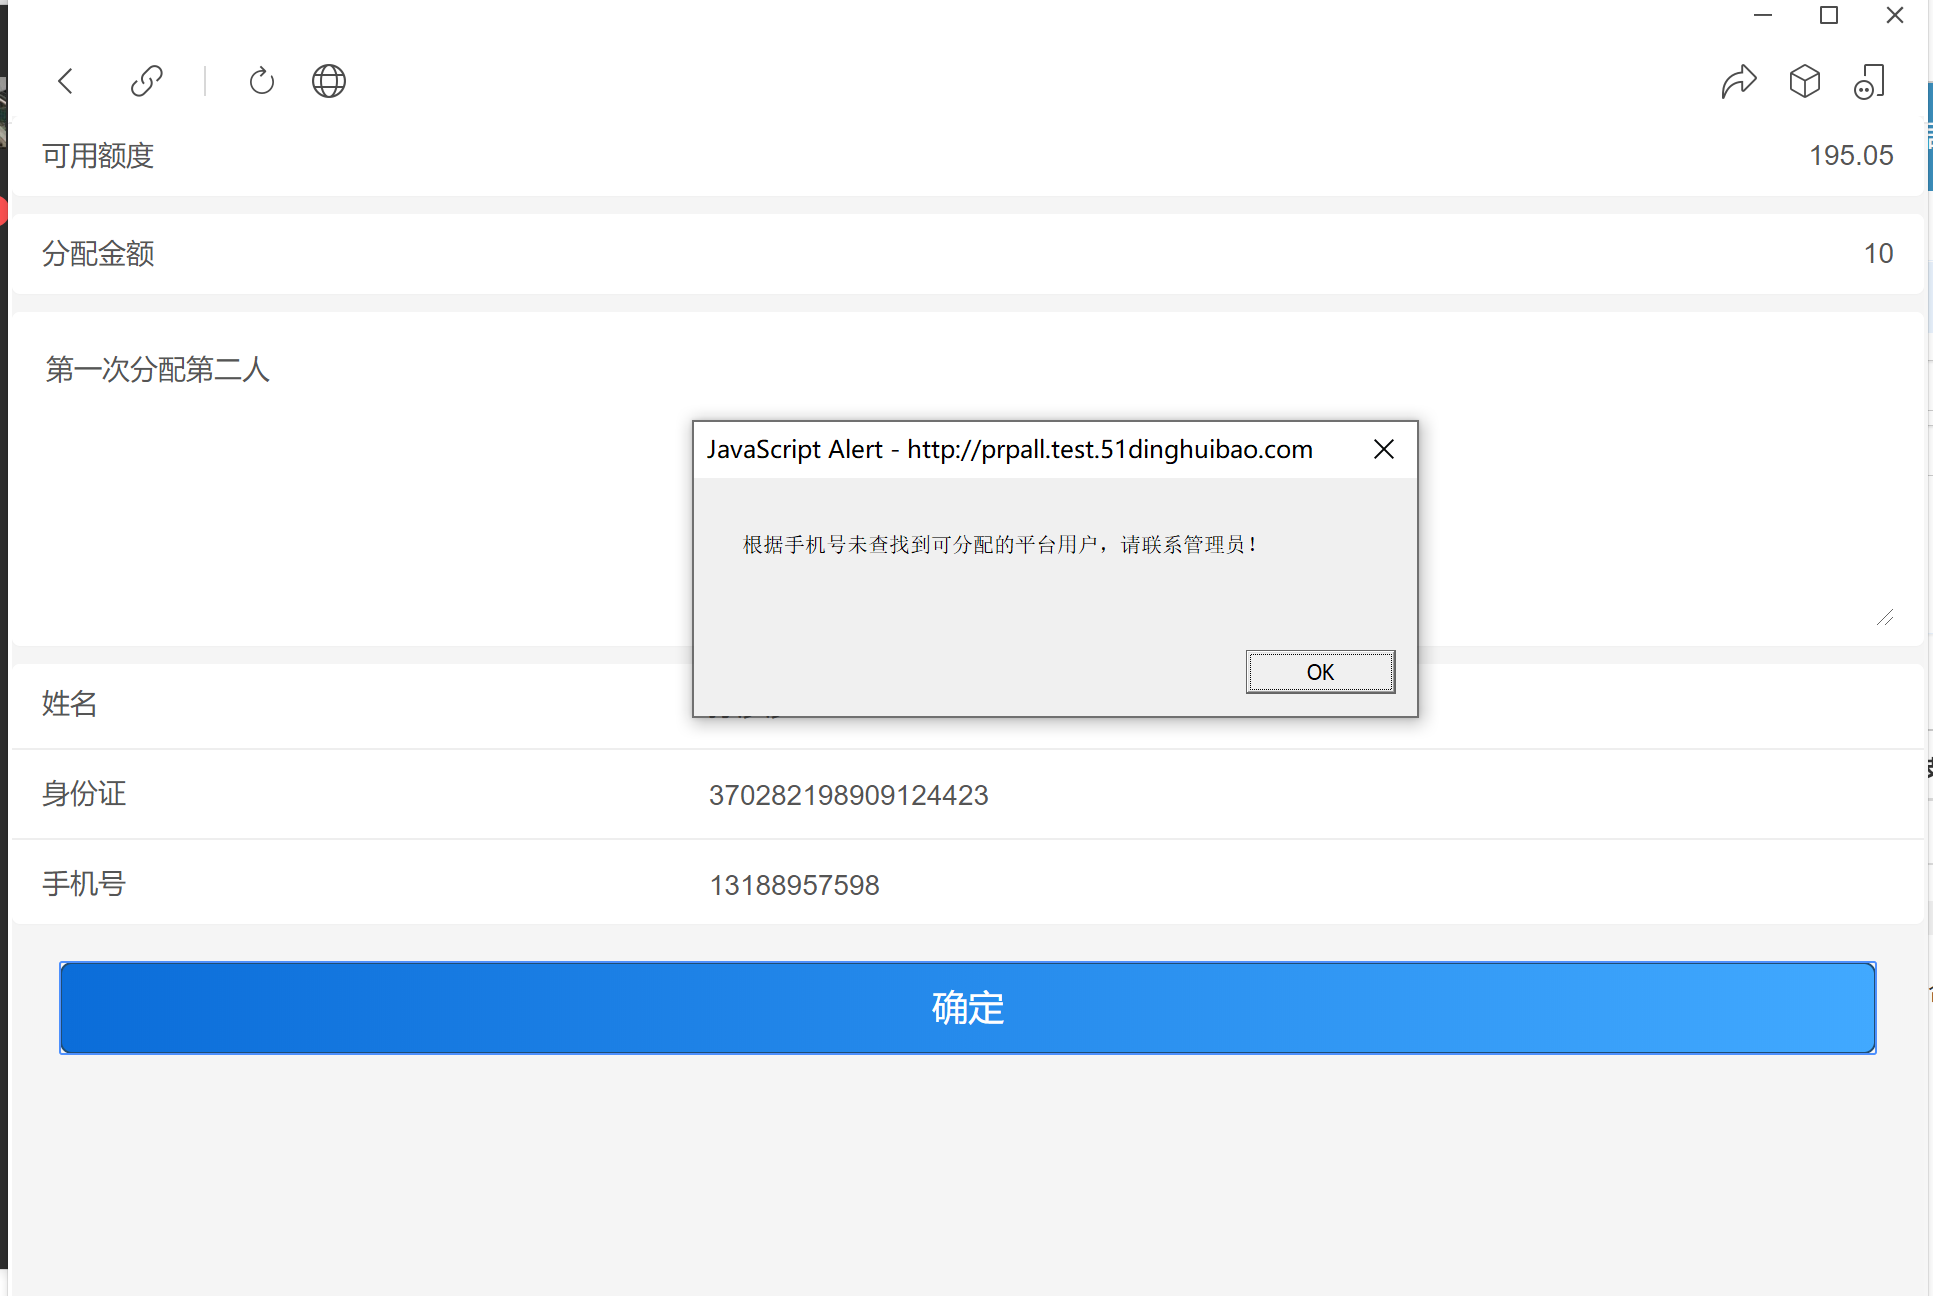 可用额度 195.05
分配金额 10
第一次分配第二人
JavaScript Alert - http://prpall.test.51dinghuibao.com
根据手机号未查找到可分配的平台用户，请联系管理员！
OK
姓名
身份证 370282198909124423
手机号 13188957598
确定